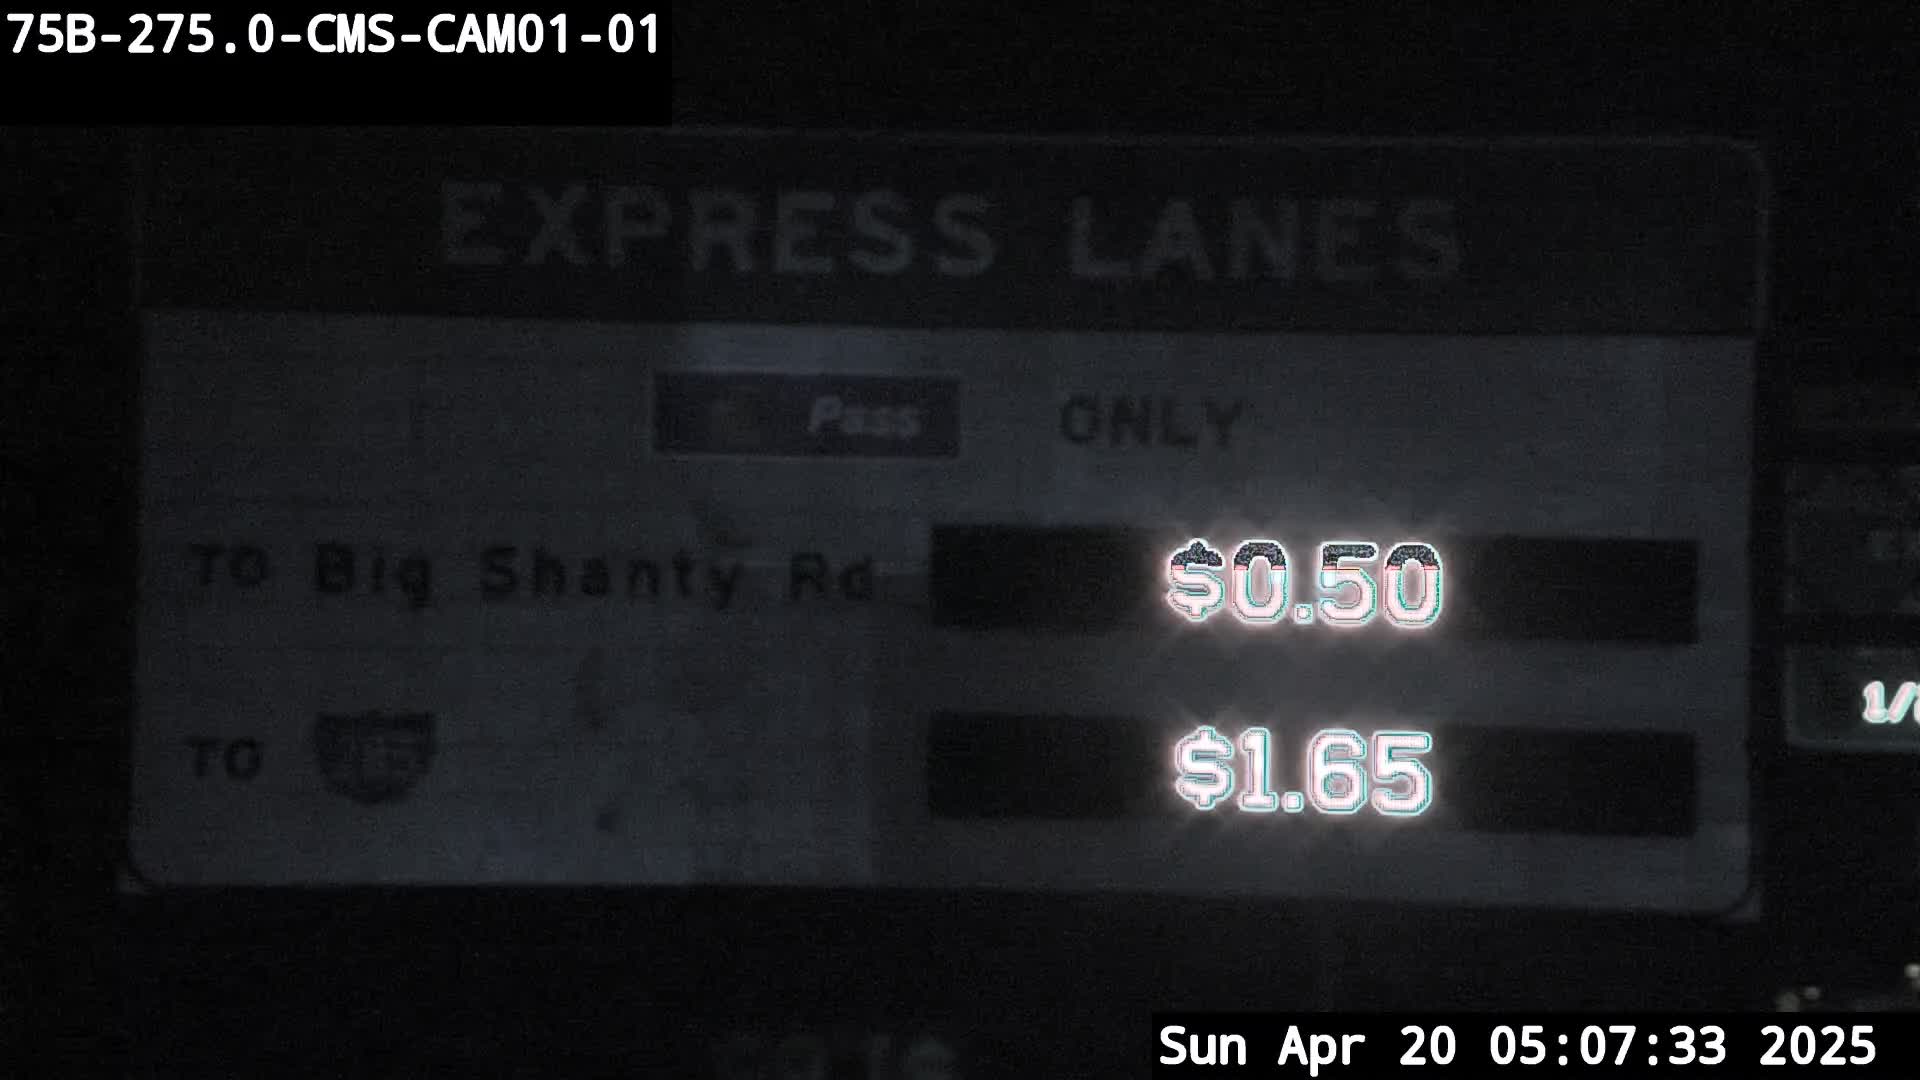 75B-275.0-CMS-CAM01-01
EXPRESS LANES
Pass ONLY
TO Big Shanty Rd $0.50
TO $1.65
1/
Sun Apr 20 05:07:33 2025